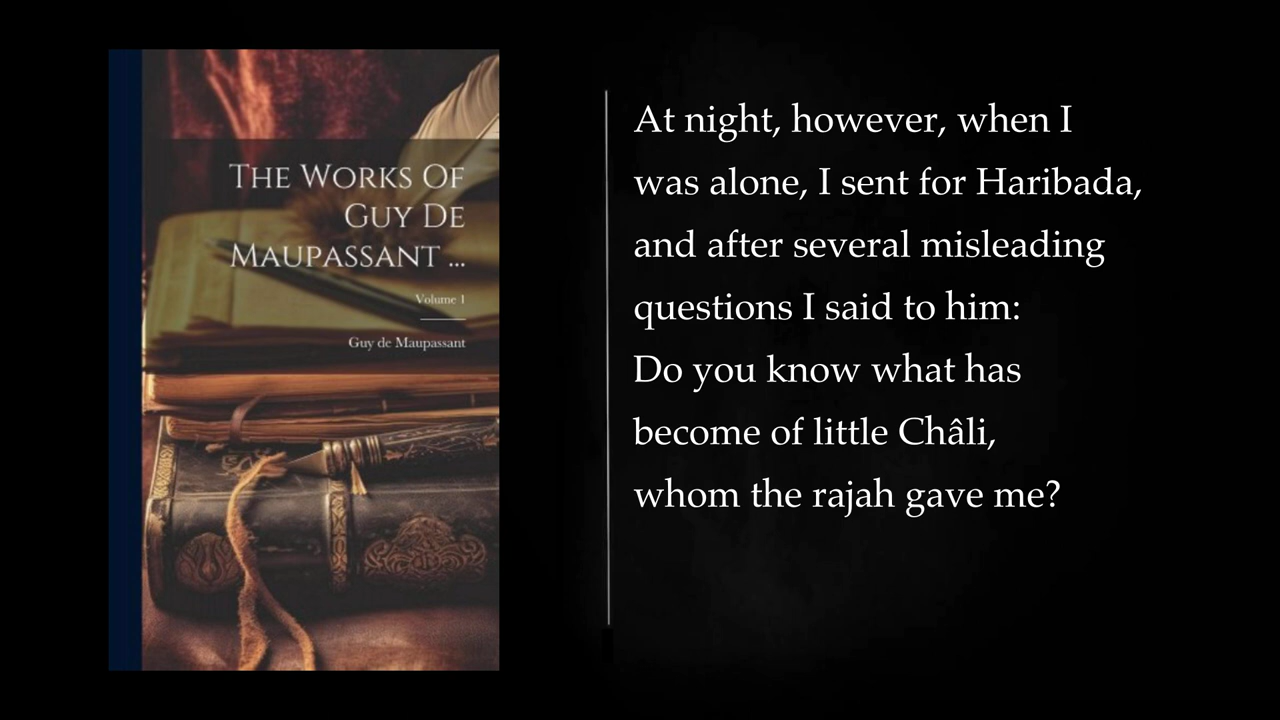 THE WORKS OF
GUY DE
MAUPASSANT ...
Volume 1
Guy de Maupassant
At night, however, when I
was alone, I sent for Haribada,
and after several misleading
questions I said to him:
Do you know what has
become of little Châli,
whom the rajah gave me?